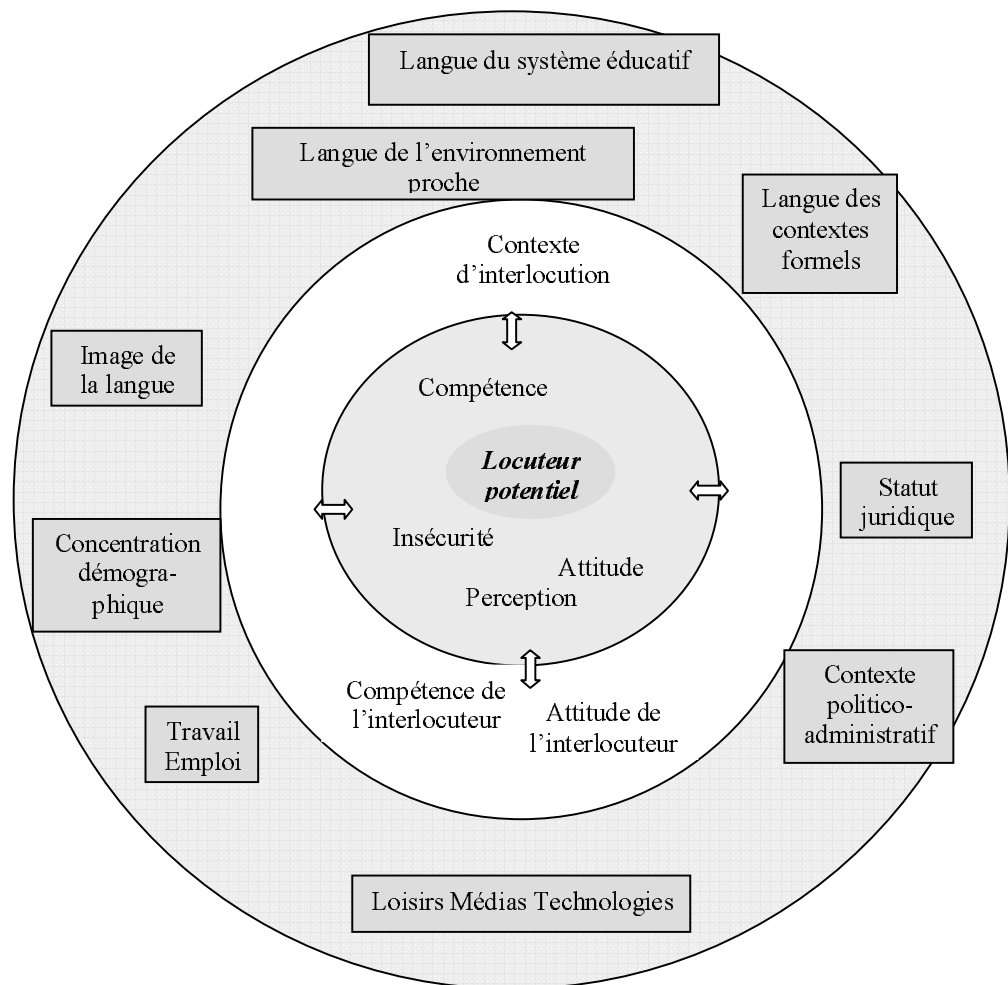 Langue du système éducatif
Langue de l’environnement
proche
Langue des
contextes
formels
Contexte
d’interlocution
Image de
la langue
Compétence
Locuteur
potentiel
Statut
juridique
Insécurité
Concentration
démogra-
phique
Attitude
Perception
Compétence de
l’interlocuteur
Attitude de
l’interlocuteur
Contexte
politico-
administratif
Travail
Emploi
Loisirs Médias Technologies